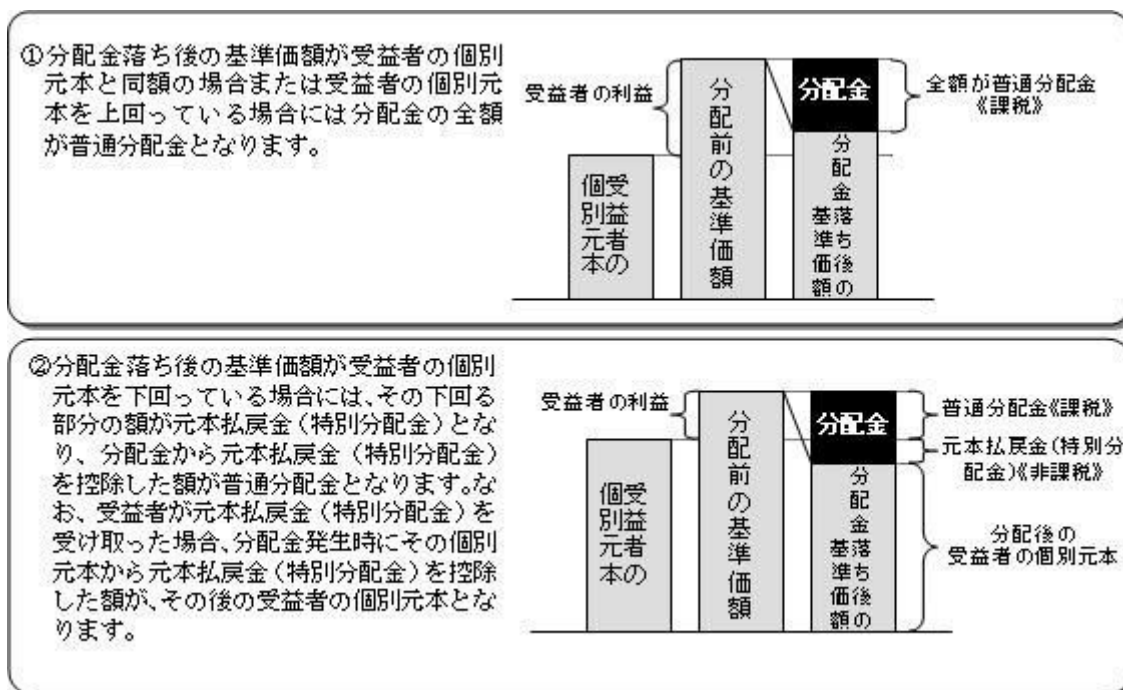 ①分配金落ち後の基準価額が受益者の個別
元本と同額の場合または受益者の個別元
本を上回っている場合には分配金の全額
が普通分配金となります。
受益者の利益
受益者の
個別元本
分配前の基準価額
分配金
分配金落ち後の
基準価額
全額が普通分配金
《課税》
②分配金落ち後の基準価額が受益者の個別
元本を下回っている場合には、その下回る
部分の額が元本払戻金(特別分配金)とな
り、分配金から元本払戻金(特別分配金)
を控除した額が普通分配金となります。な
お、受益者が元本払戻金(特別分配金)を
受け取った場合、分配金発生時にその個別
元本から元本払戻金(特別分配金)を控除
した額が、その後の受益者の個別元本とな
ります。
受益者の利益
受益者の
個別元本
分配前の基準価額
分配金
分配金落ち後の
基準価額
普通分配金《課税》
元本払戻金(特別分
配金)《非課税》
分配後の
受益者の個別元本